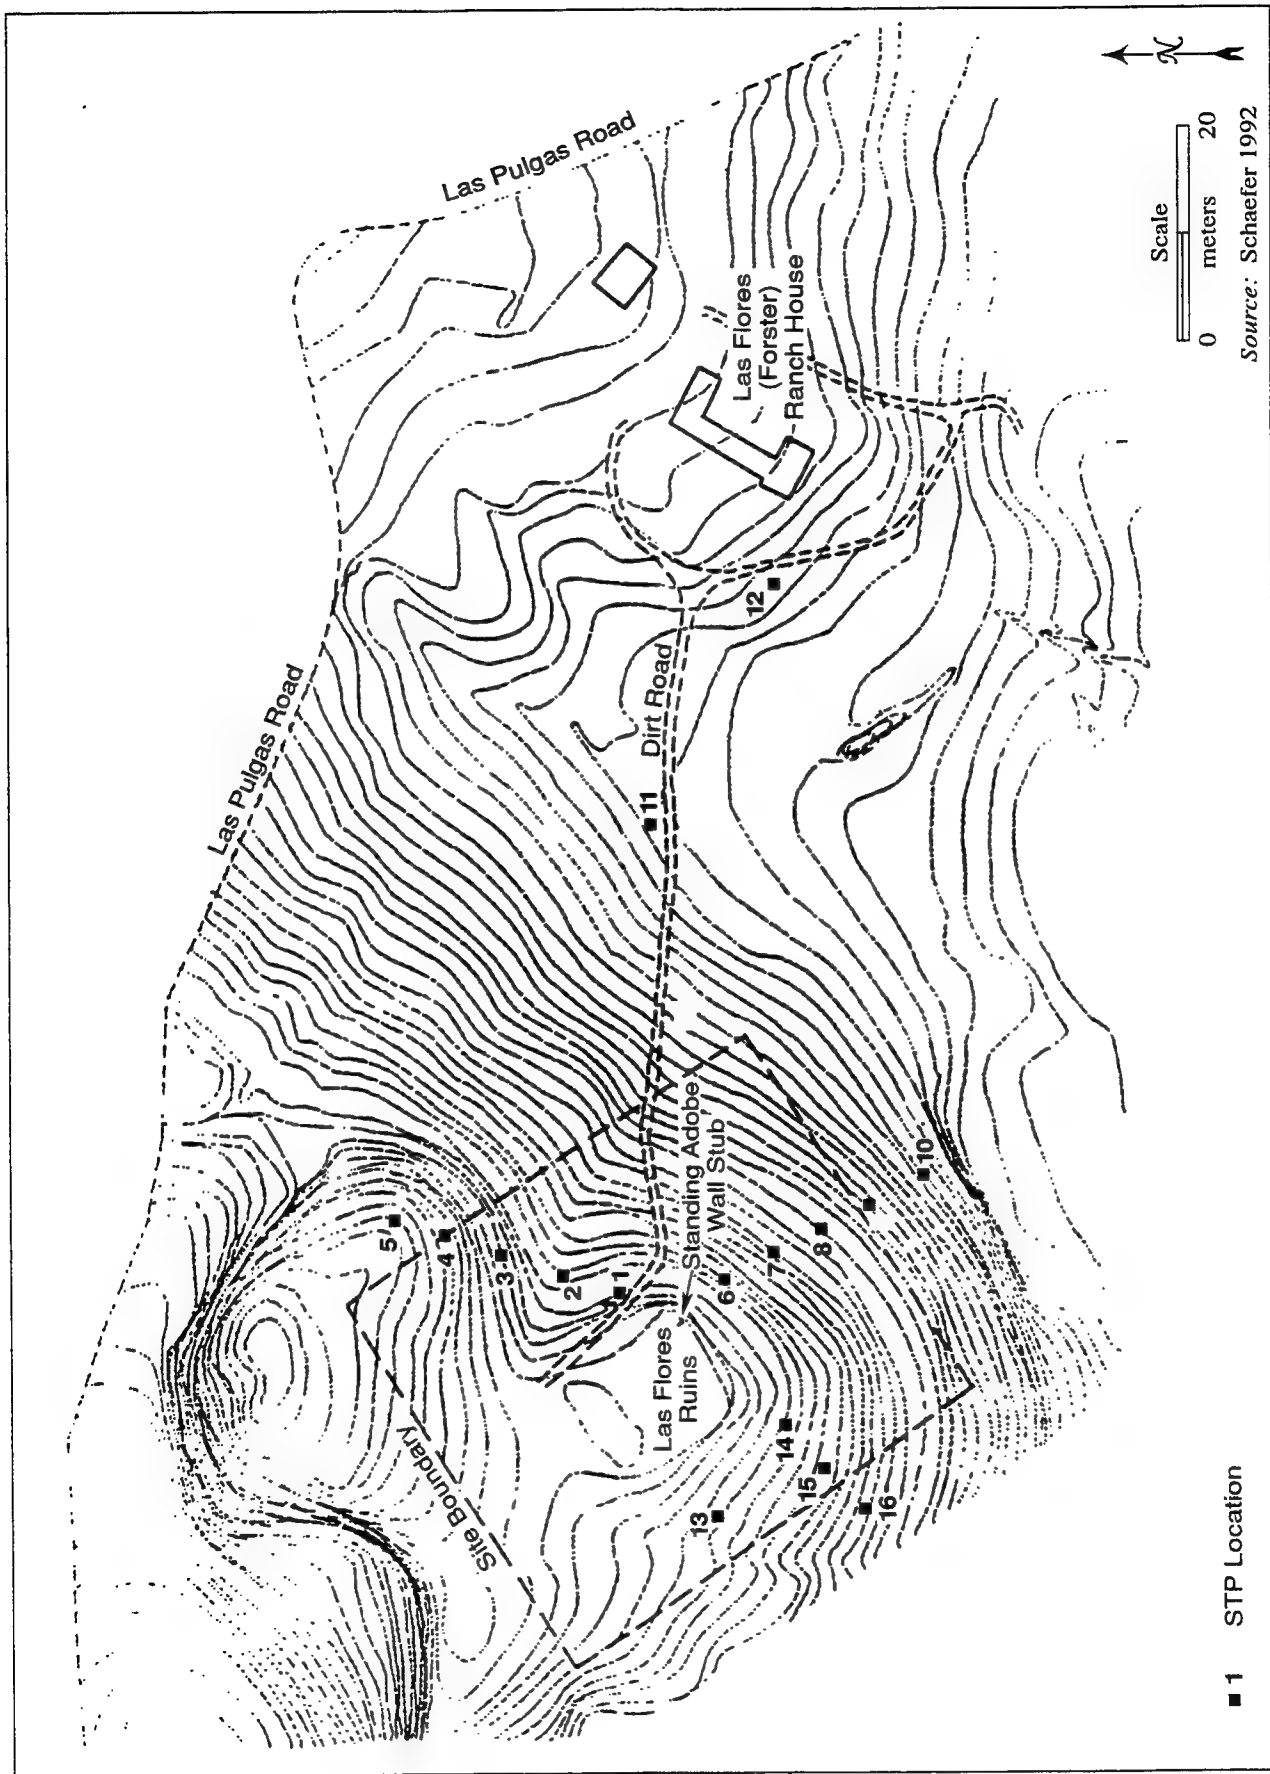 Las Pulgas Road
Las Pulgas Road
Dirt Road
Las Flores
(Forster)
Ranch House
Site Boundary
Las Flores
Ruins
Standing Adobe
Wall Stub
1
2
3
4
5
6
7
8
10
11
12
13
14
15
16
■ 1 STP Location
N
Scale
0 meters 20
Source: Schaefer 1992